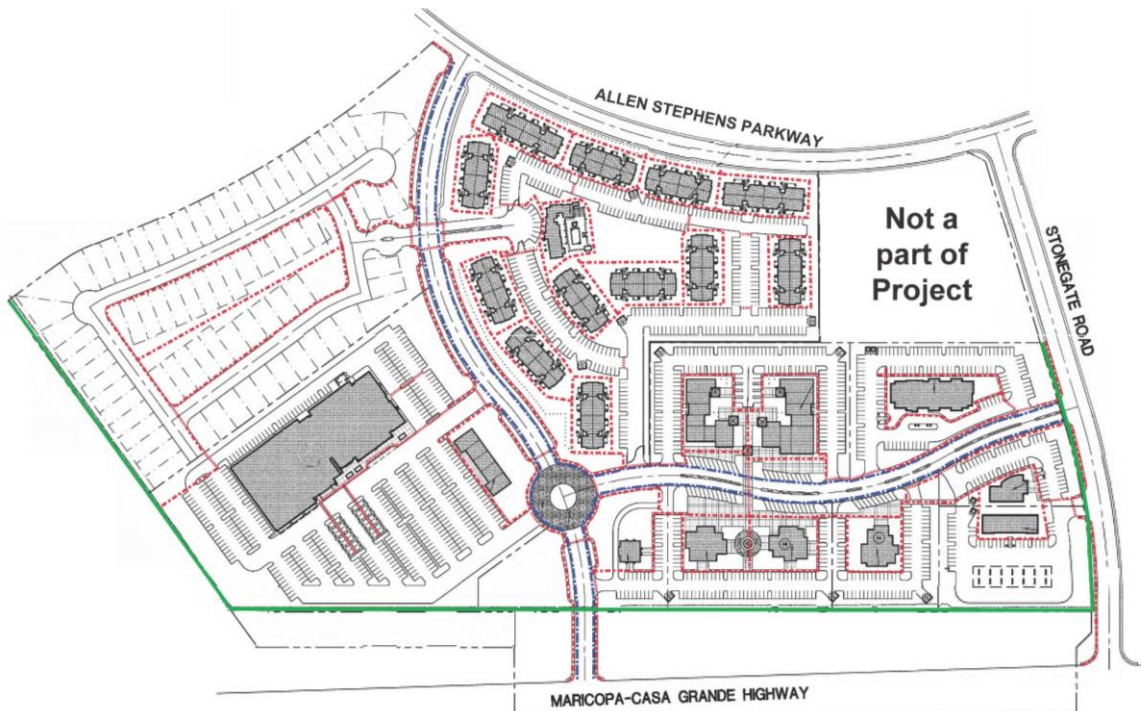 ALLEN STEPHENS PARKWAY
Not a
part of
Project
STONEGATE ROAD
MARICOPA-CASA GRANDE HIGHWAY